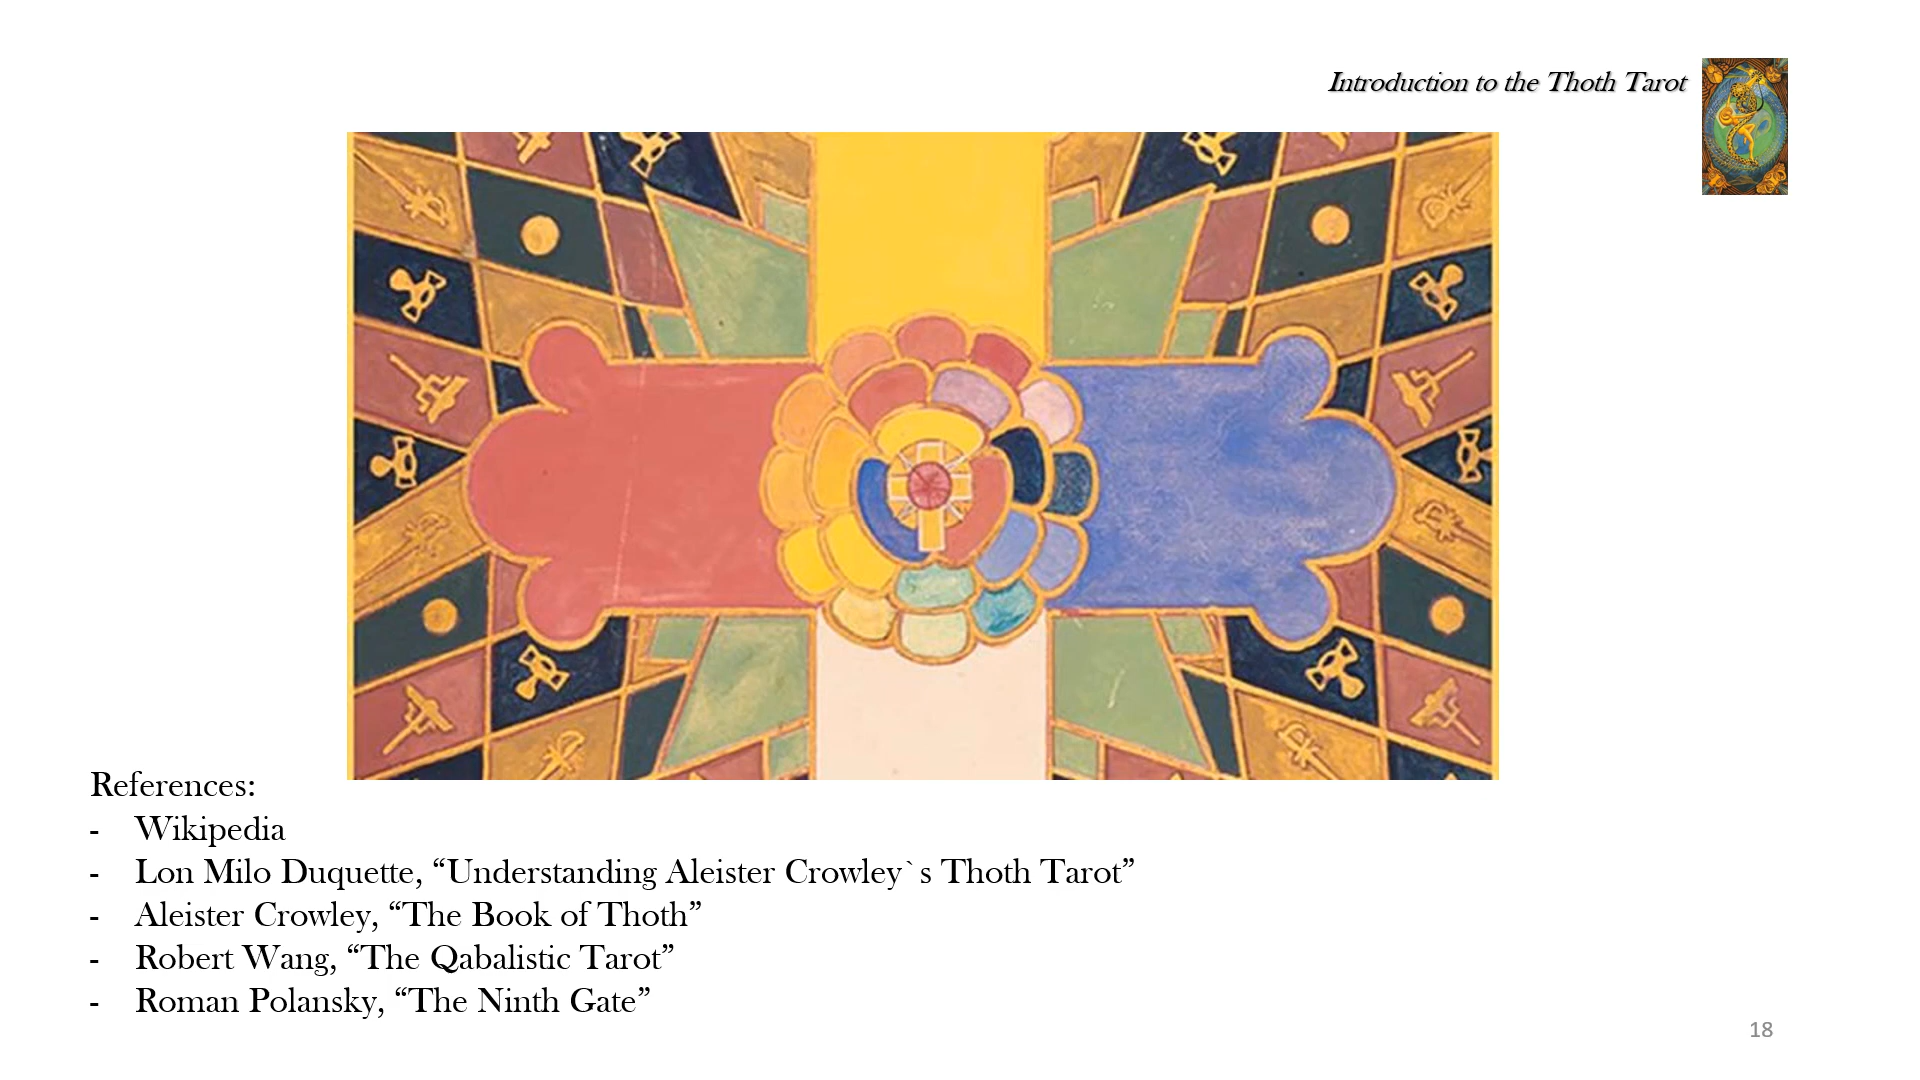 Introduction to the Thoth Tarot
References:
- Wikipedia
- Lon Milo Duquette, “Understanding Aleister Crowley`s Thoth Tarot”
- Aleister Crowley, “The Book of Thoth”
- Robert Wang, “The Qabalistic Tarot”
- Roman Polansky, “The Ninth Gate”
18